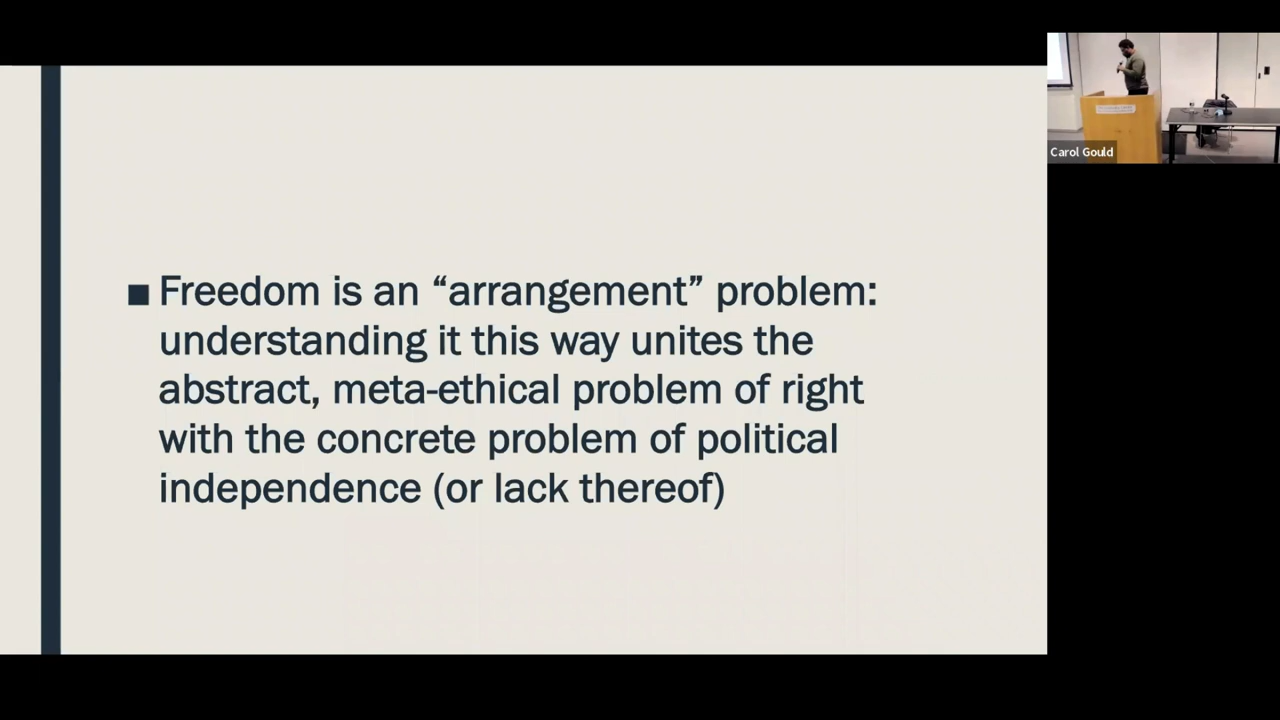 ■ Freedom is an “arrangement” problem:
understanding it this way unites the
abstract, meta-ethical problem of right
with the concrete problem of political
independence (or lack thereof)
Carol Gould